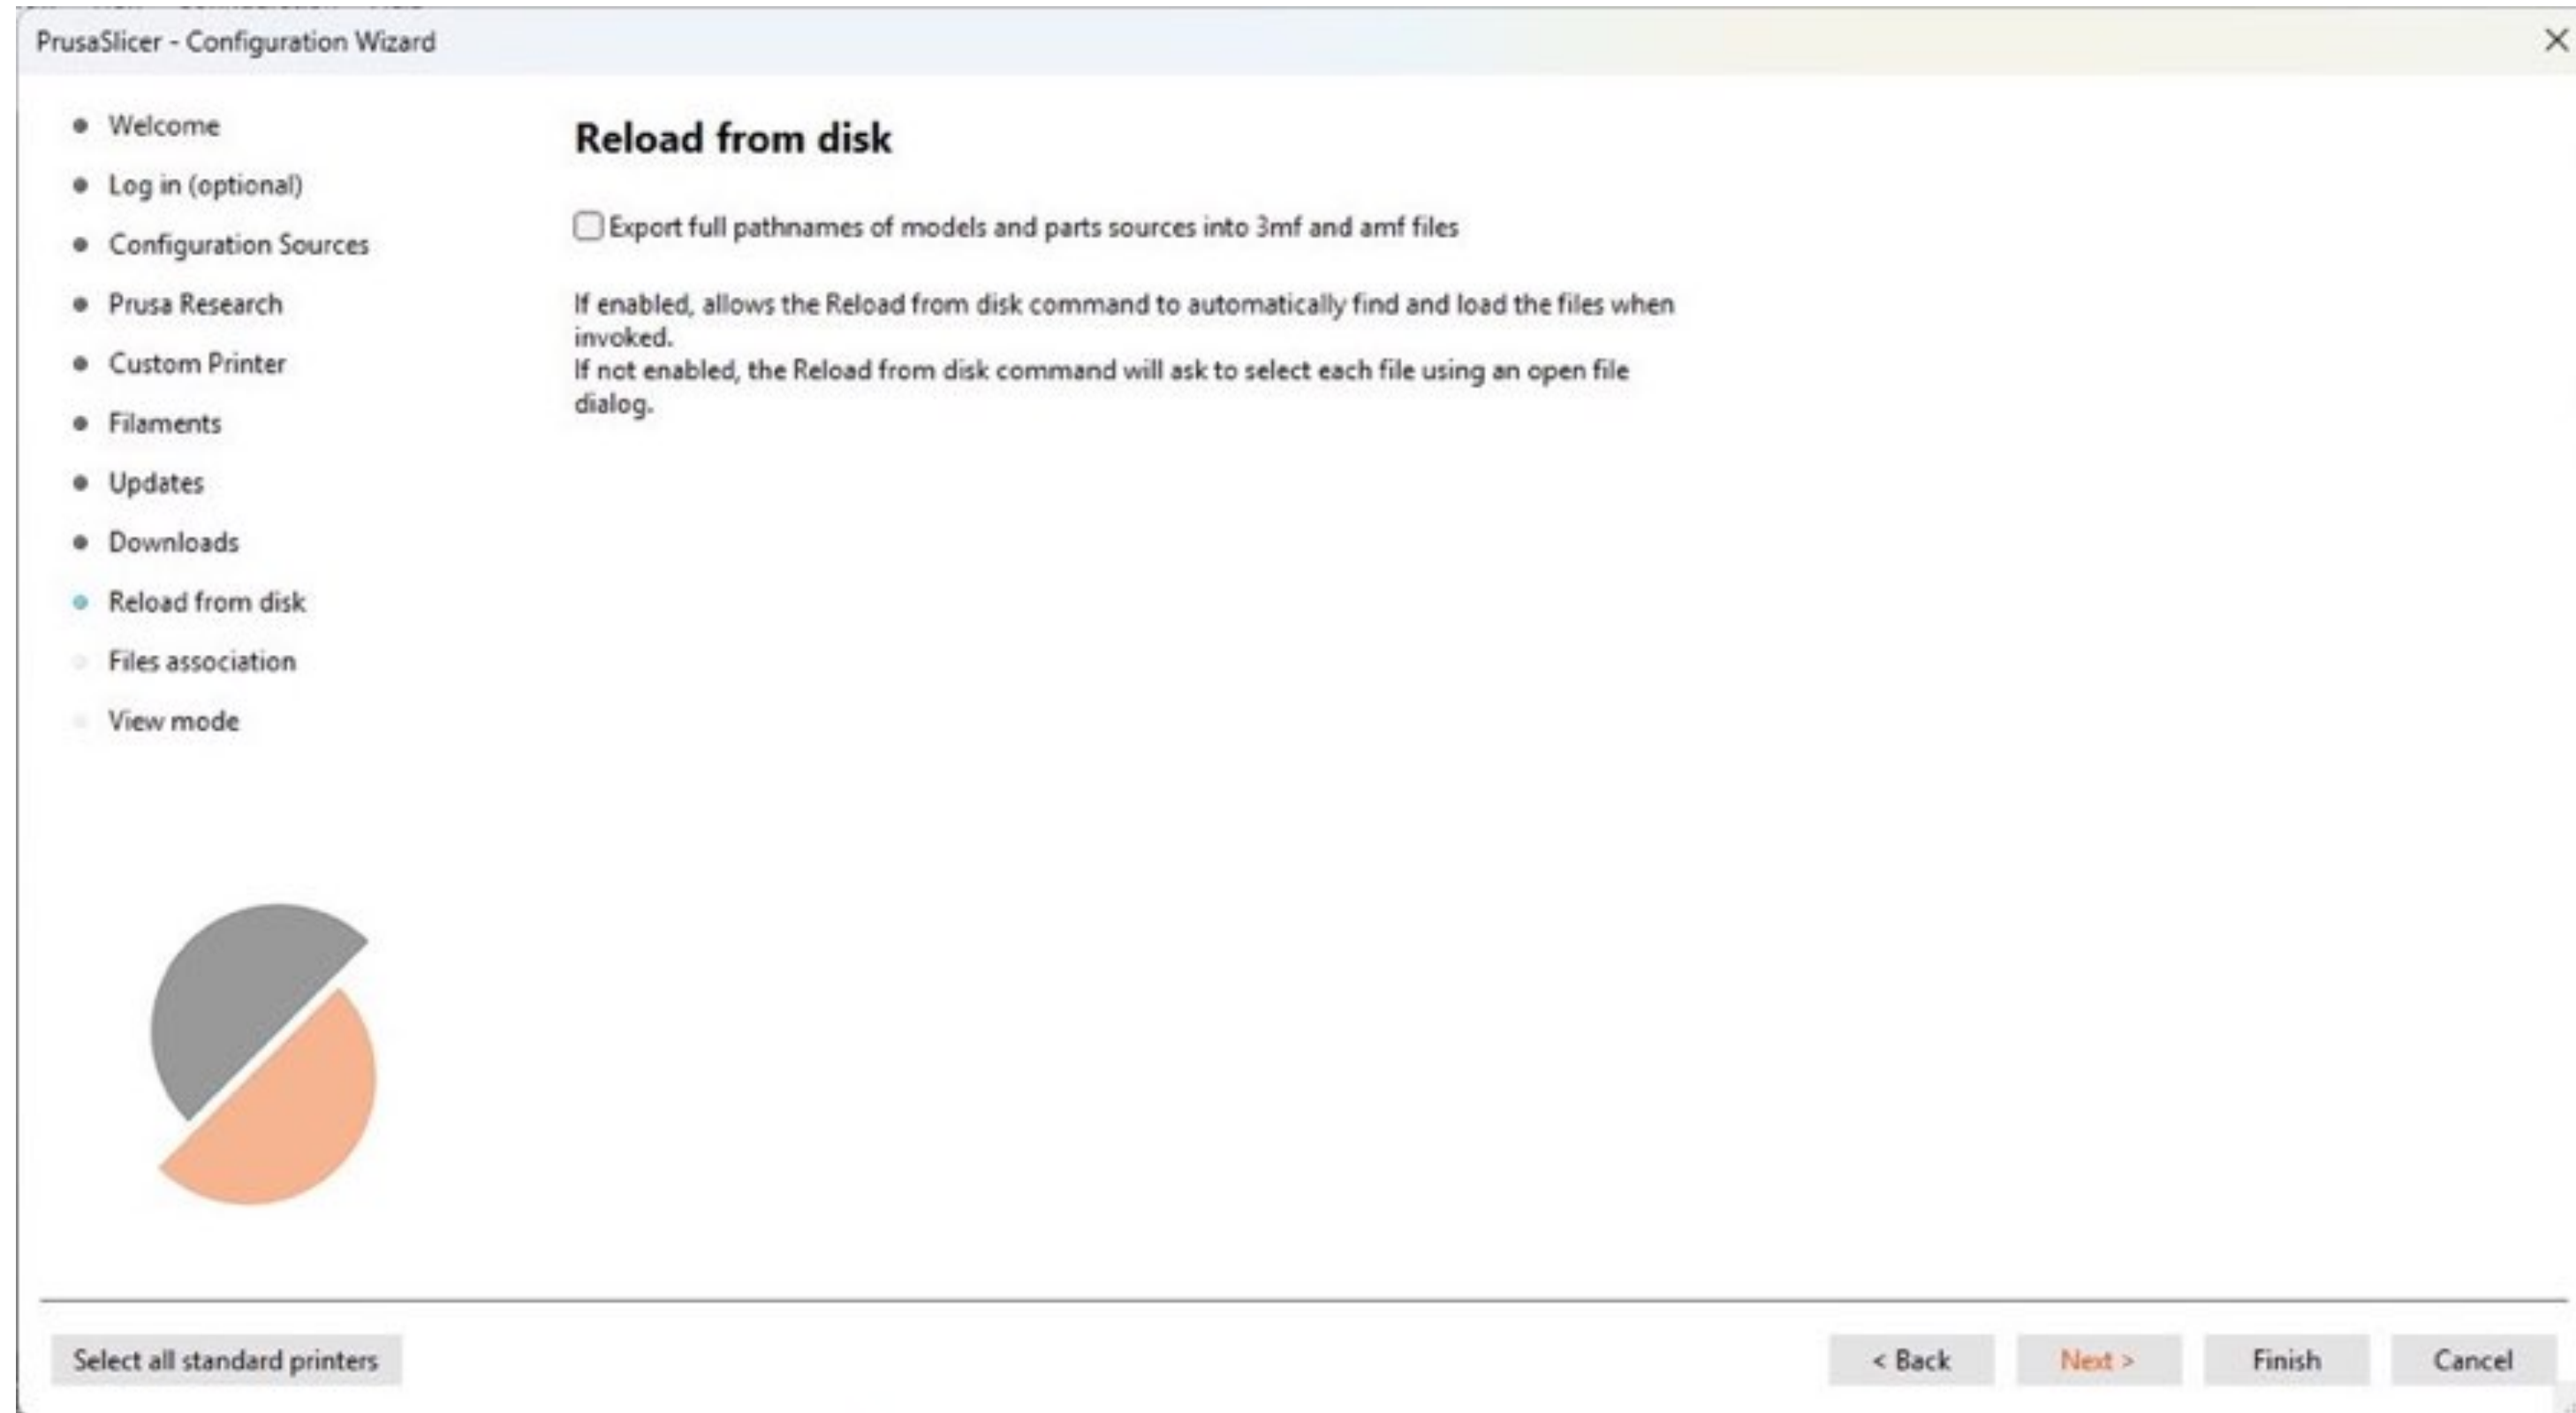 PrusaSlicer - Configuration Wizard
Welcome
Log in (optional)
Configuration Sources
Prusa Research
Custom Printer
Filaments
Updates
Downloads
Reload from disk
Files association
View mode
Reload from disk
Export full pathnames of models and parts sources into 3mf and amf files
If enabled, allows the Reload from disk command to automatically find and load the files when
invoked.
If not enabled, the Reload from disk command will ask to select each file using an open file
dialog.
Select all standard printers
< Back
Next >
Finish
Cancel